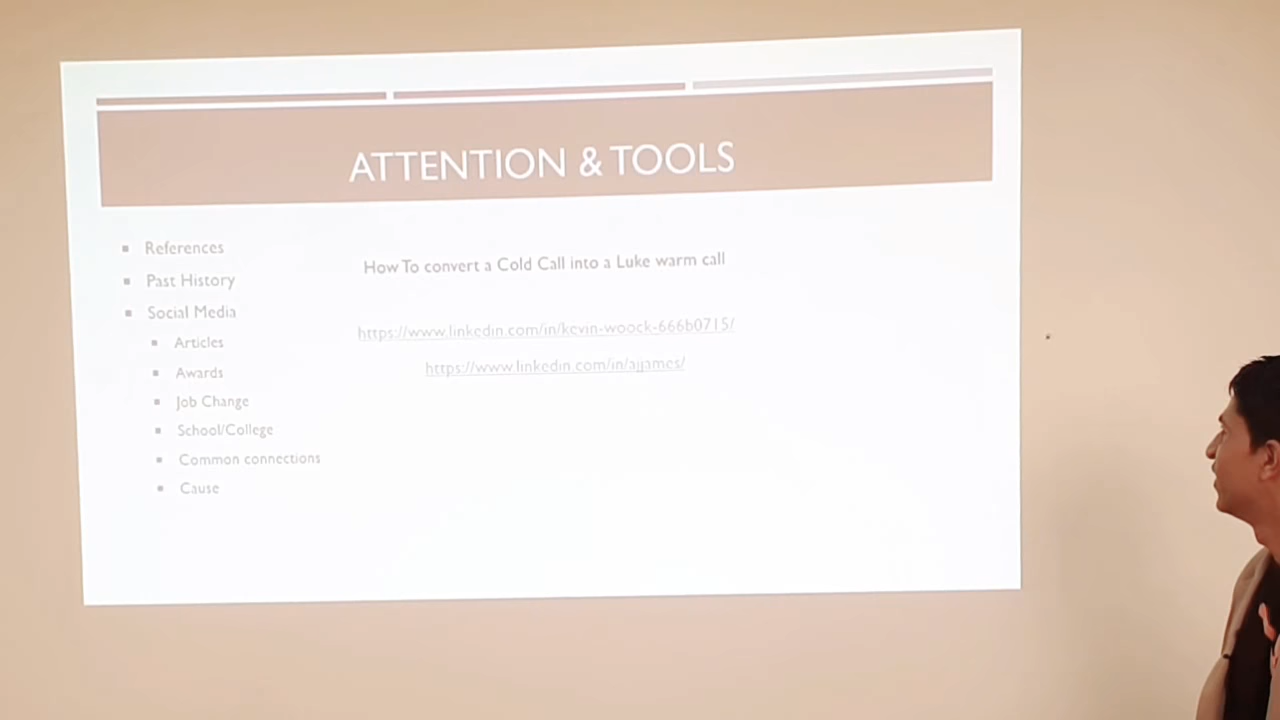 ATTENTION & TOOLS
References
Past History
Social Media
Articles
Awards
Job Change
School/College
Common connections
Cause
How To convert a Cold Call into a Luke warm call
https://www.linkedin.com/in/kevin-woock-666b0715/
https://www.linkedin.com/in/ajjames/